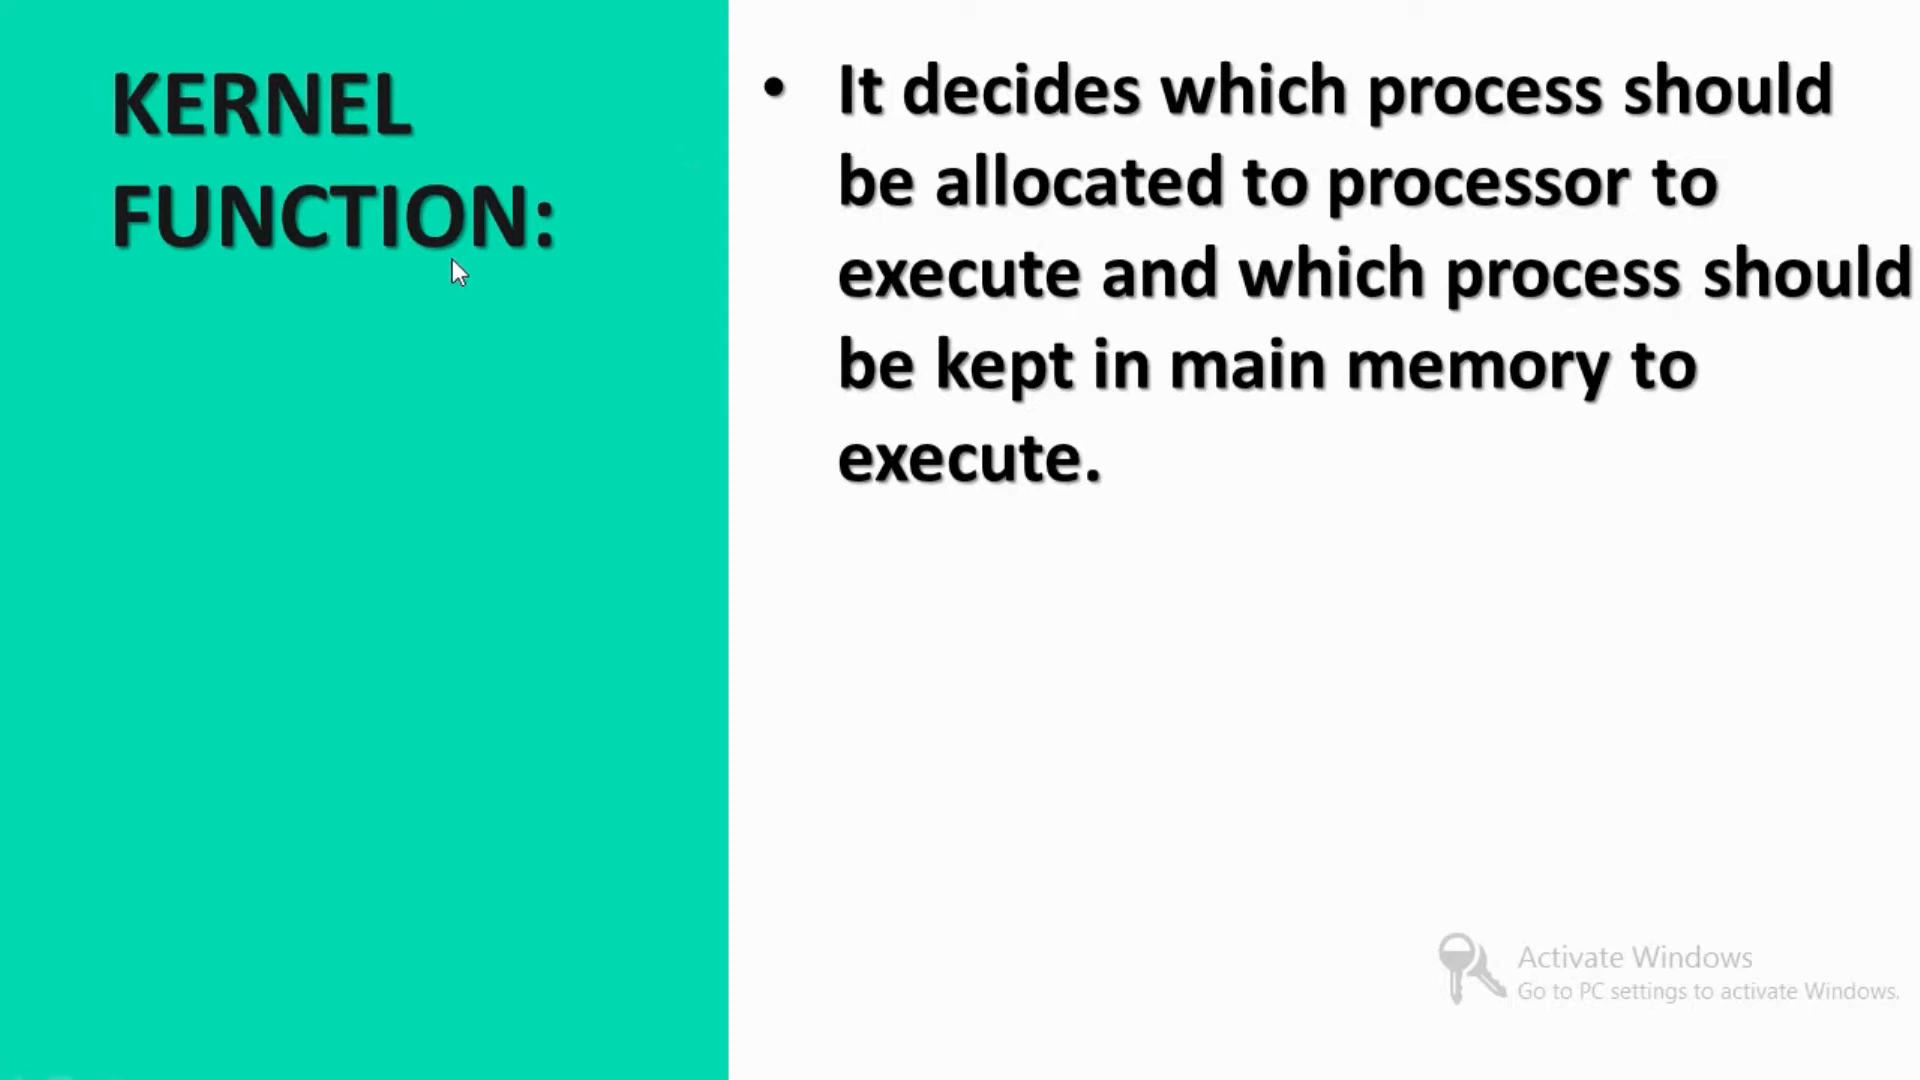 KERNEL
FUNCTION:
• It decides which process should
be allocated to processor to
execute and which process should
be kept in main memory to
execute.
Activate Windows
Go to PC settings to activate Windows.